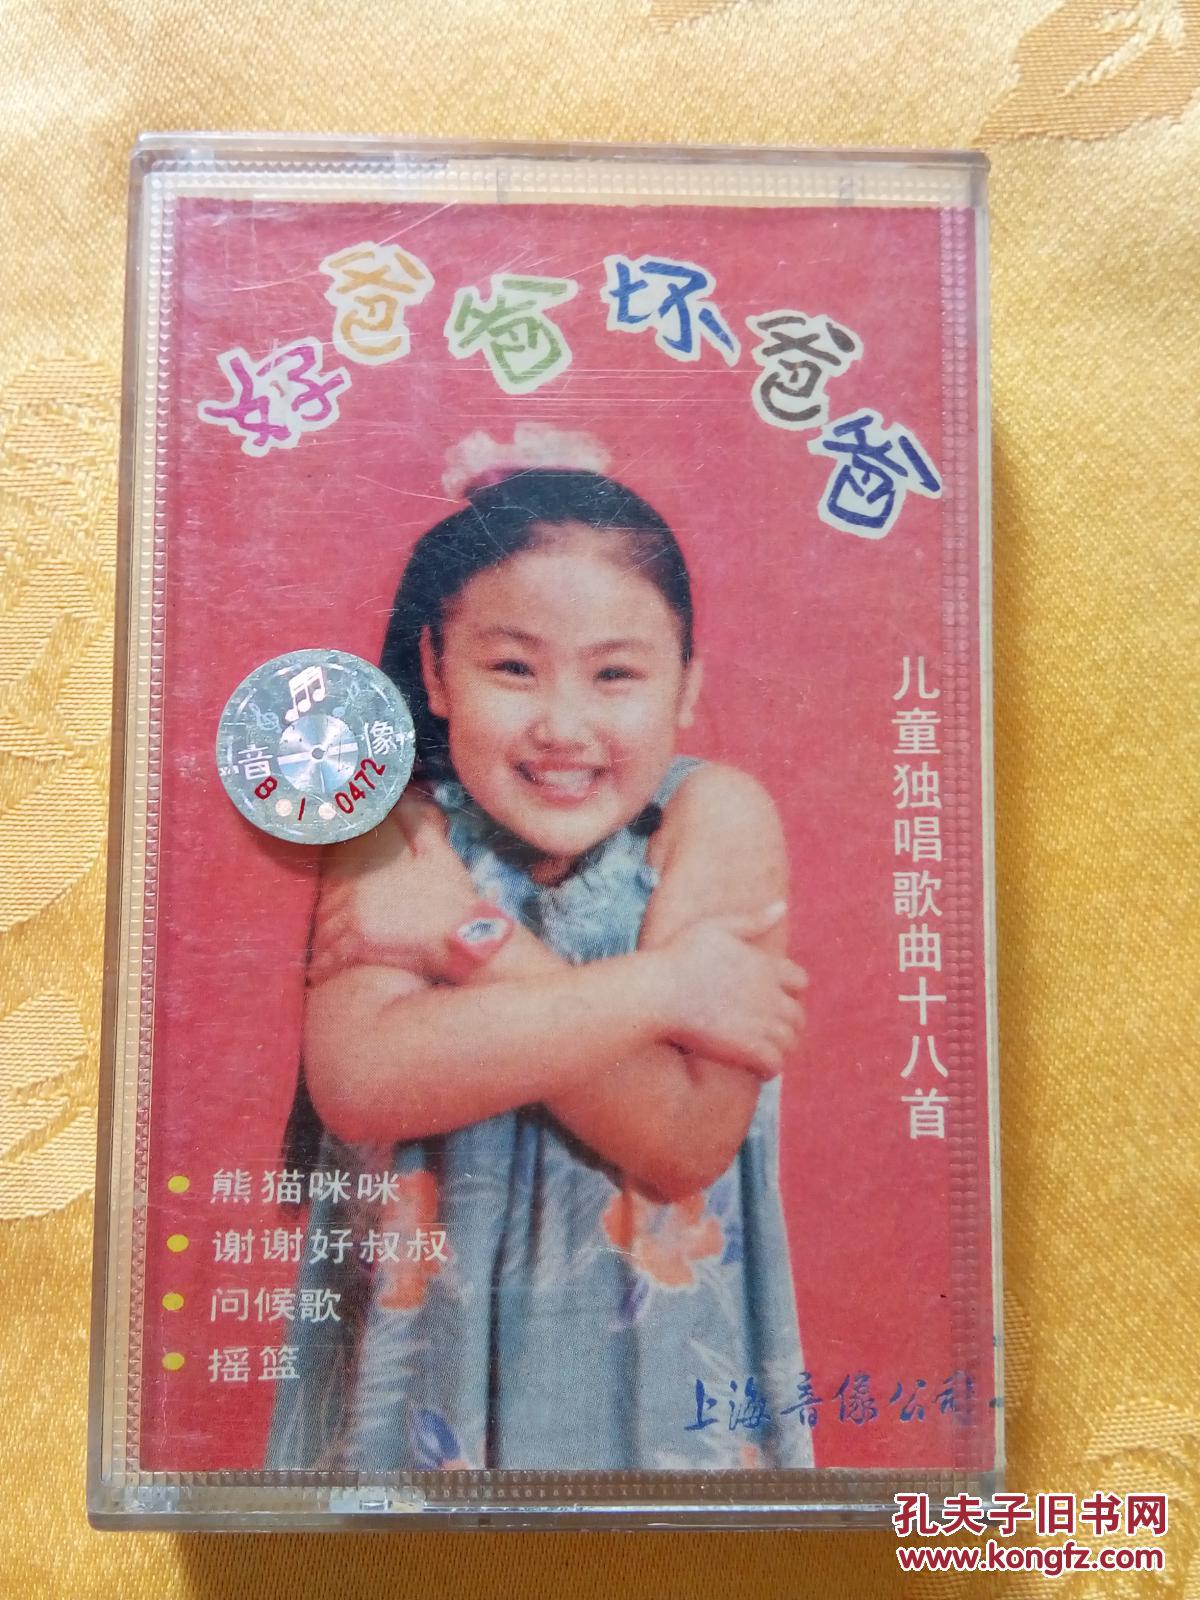 好爸爸坏爸爸
音像
B 1 0472
儿童独唱歌曲十八首
熊猫咪咪
谢谢好叔叔
问候歌
摇篮
上海音像公司
孔夫子旧书网
www.kongfz.com